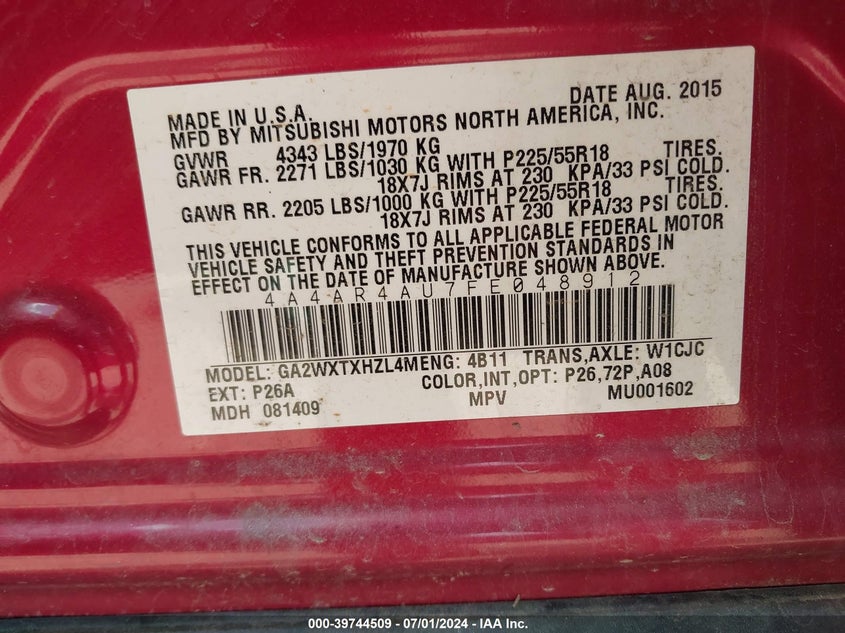 DATE AUG. 2015
MADE IN U.S.A.
MFD BY MITSUBISHI MOTORS NORTH AMERICA, INC.
GVWR 4343 LBS/1970 KG
GAWR FR. 2271 LBS/1030 KG WITH P225/55R18 TIRES.
18X7J RIMS AT 230 KPA/33 PSI COLD.
GAWR RR. 2205 LBS/1000 KG WITH P225/55R18 TIRES.
18X7J RIMS AT 230 KPA/33 PSI COLD.
THIS VEHICLE CONFORMS TO ALL APPLICABLE FEDERAL MOTOR
VEHICLE SAFETY AND THEFT PREVENTION STANDARDS IN
EFFECT ON THE DATE OF MANUFACTURE SHOWN ABOVE.
4A4AR4AU7FE048912
MODEL: GA2WXTXHZL4MENG: 4B11 TRANS,AXLE: W1CJC
EXT: P26A COLOR,INT,OPT: P26,72P,A08
MDH 081409 MPV MU001602
000-39744509 - 07/01/2024 - IAA Inc.